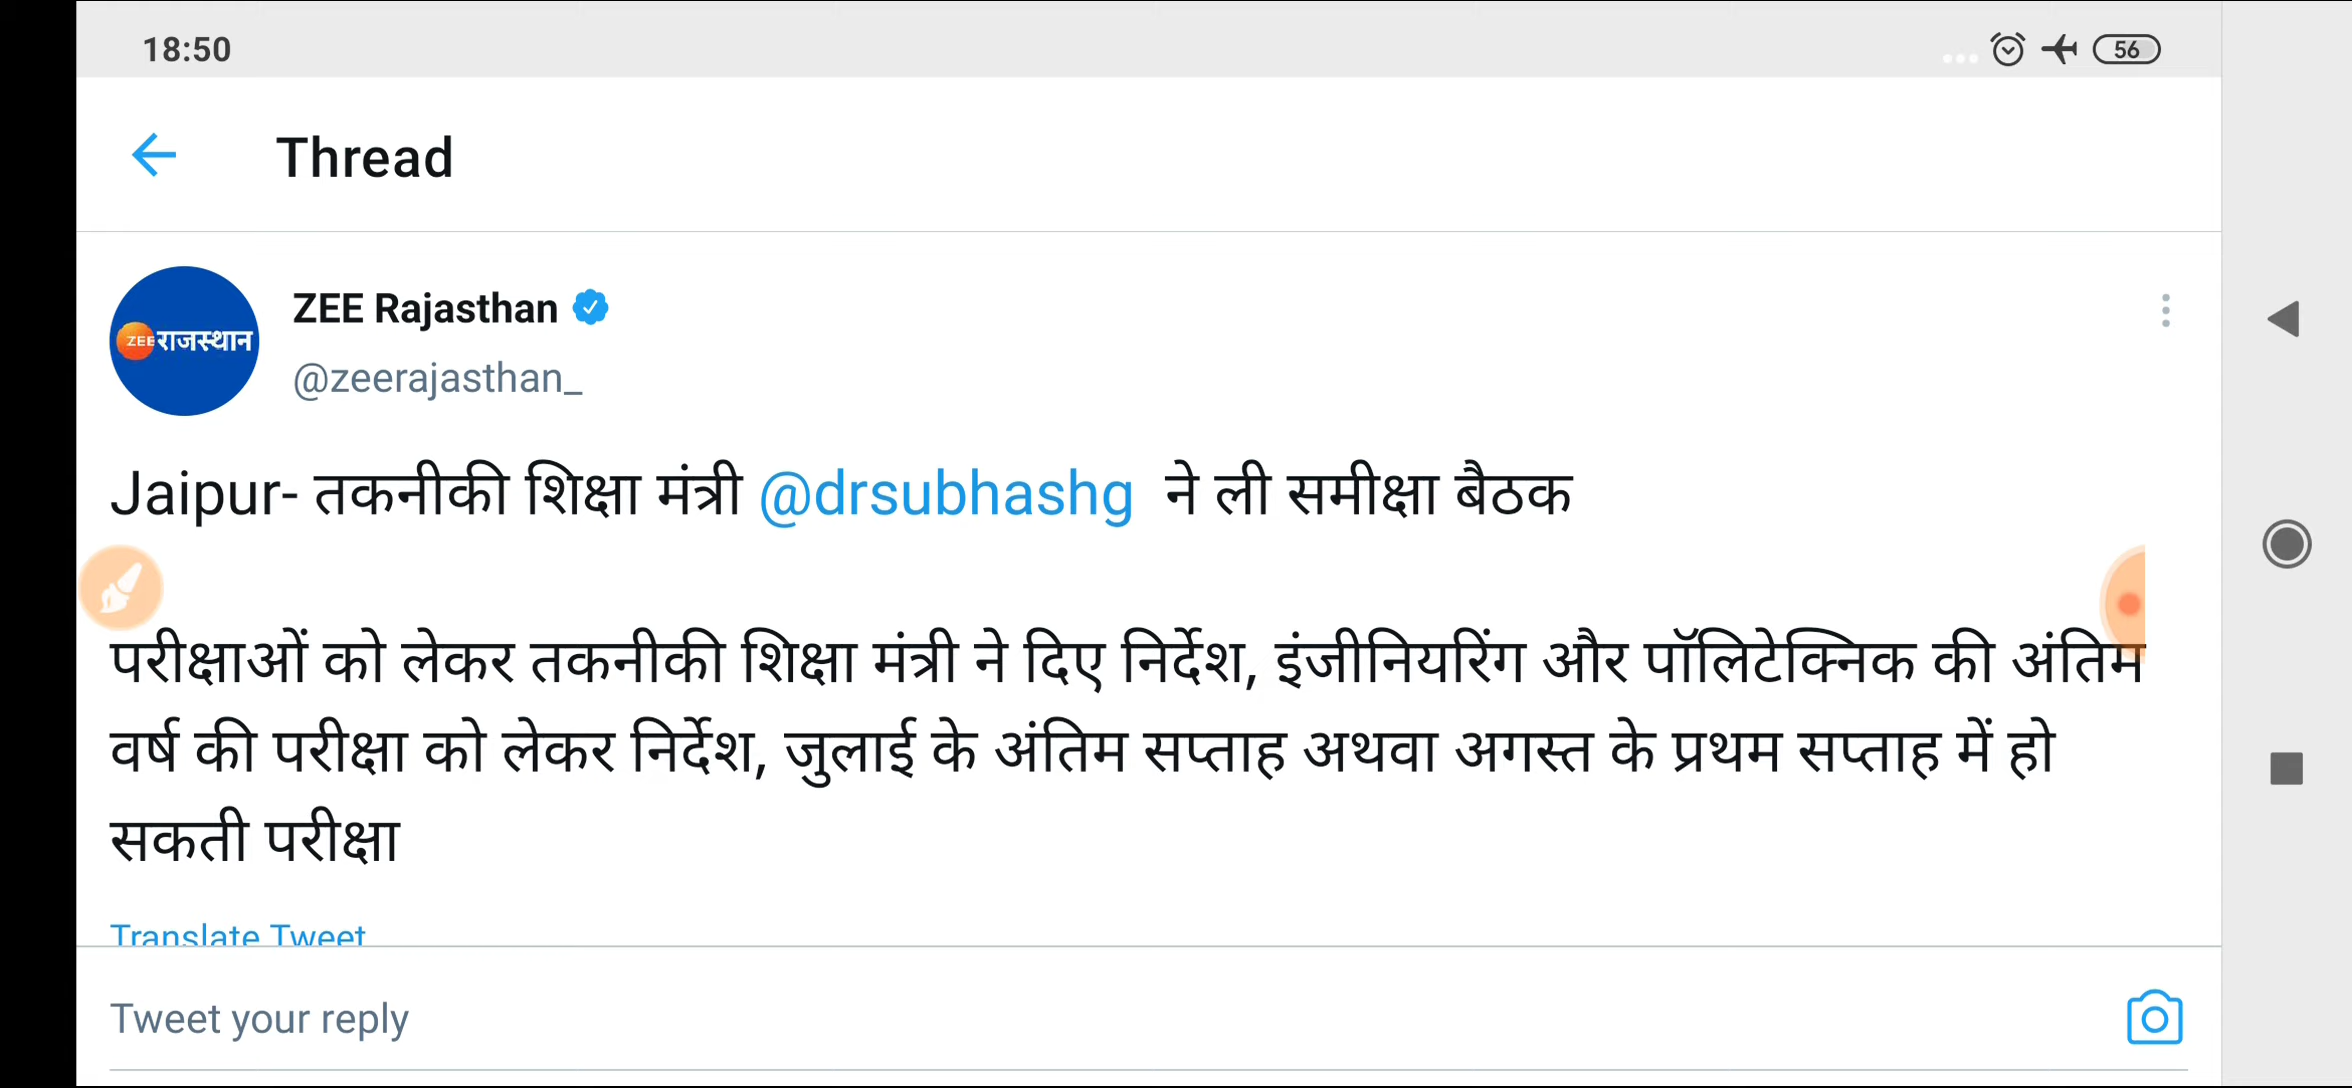 18:50
56
Thread
ZEE राजस्थान
ZEE Rajasthan
@zeerajasthan_
Jaipur- तकनीकी शिक्षा मंत्री @drsubhashg ने ली समीक्षा बैठक
परीक्षाओं को लेकर तकनीकी शिक्षा मंत्री ने दिए निर्देश, इंजीनियरिंग और पॉलिटेक्निक की अंतिम
वर्ष की परीक्षा को लेकर निर्देश, जुलाई के अंतिम सप्ताह अथवा अगस्त के प्रथम सप्ताह में हो
सकती परीक्षा
Translate Tweet
Tweet your reply